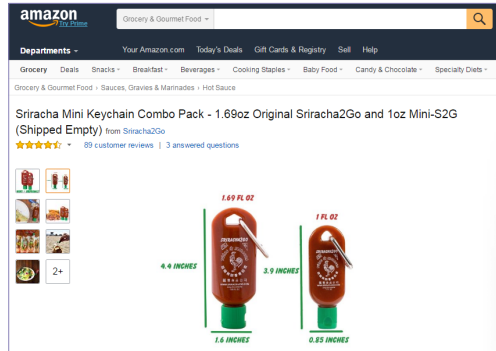 amazon
Try Prime
Grocery & Gourmet Food
Departments
Your Amazon.com Today's Deals Gift Cards & Registry Sell Help
Grocery Deals Snacks Breakfast Beverages Cooking Staples Baby Food Candy & Chocolate Specialty Diets
Grocery & Gourmet Food › Sauces, Gravies & Marinades › Hot Sauce
Sriracha Mini Keychain Combo Pack - 1.69oz Original Sriracha2Go and 1oz Mini-S2G
(Shipped Empty) from Sriracha2Go
89 customer reviews | 3 answered questions
1.69 FL OZ
1 FL OZ
SRIRACHA2GO
SRIRACHA2GO
4.4 INCHES
3.9 INCHES
2+
1.6 INCHES
0.85 INCHES